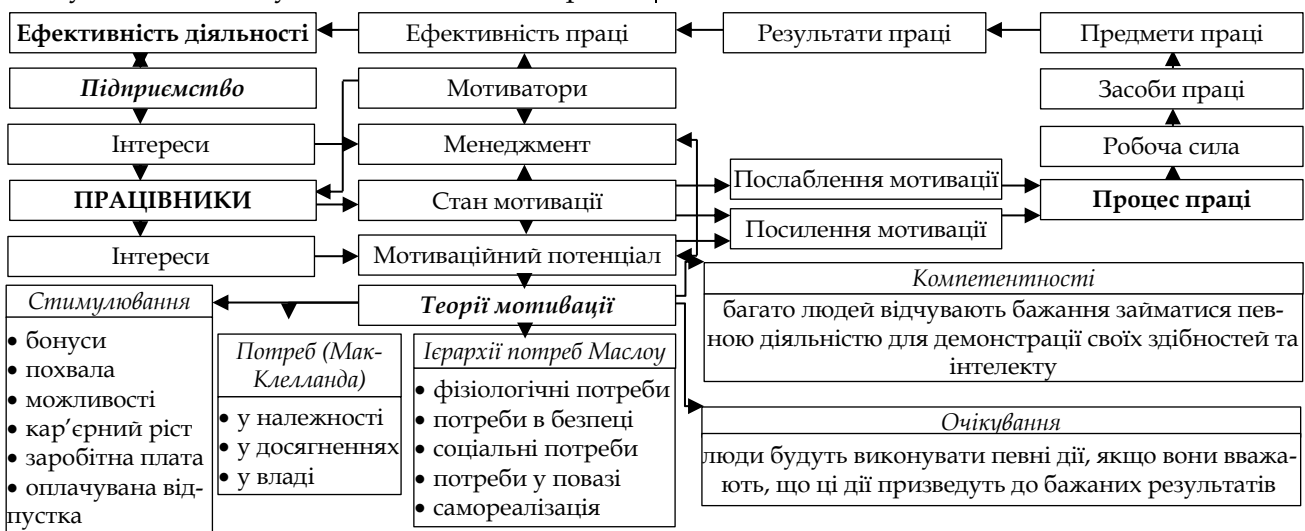 Ефективність діяльності
Ефективність праці
Результати праці
Предмети праці
Підприємство
Мотиватори
Засоби праці
Інтереси
Менеджмент
Робоча сила
ПРАЦІВНИКИ
Стан мотивації
Послаблення мотивації
Процес праці
Посилення мотивації
Інтереси
Мотиваційний потенціал
Теорії мотивації
Стимулювання
• бонуси
• похвала
• можливості
• кар’єрний ріст
• заробітна плата
• оплачувана від-
пустка
Потреб (Мак-
Клелланда)
• у належності
• у досягненнях
• у владі
Ієрархії потреб Маслоу
• фізіологічні потреби
• потреби в безпеці
• соціальні потреби
• потреби у повазі
• самореалізація
Компетентності
багато людей відчувають бажання займатися пев-
ною діяльністю для демонстрації своїх здібностей та
інтелекту
Очікування
люди будуть виконувати певні дії, якщо вони вважа-
ють, що ці дії призведуть до бажаних результатів